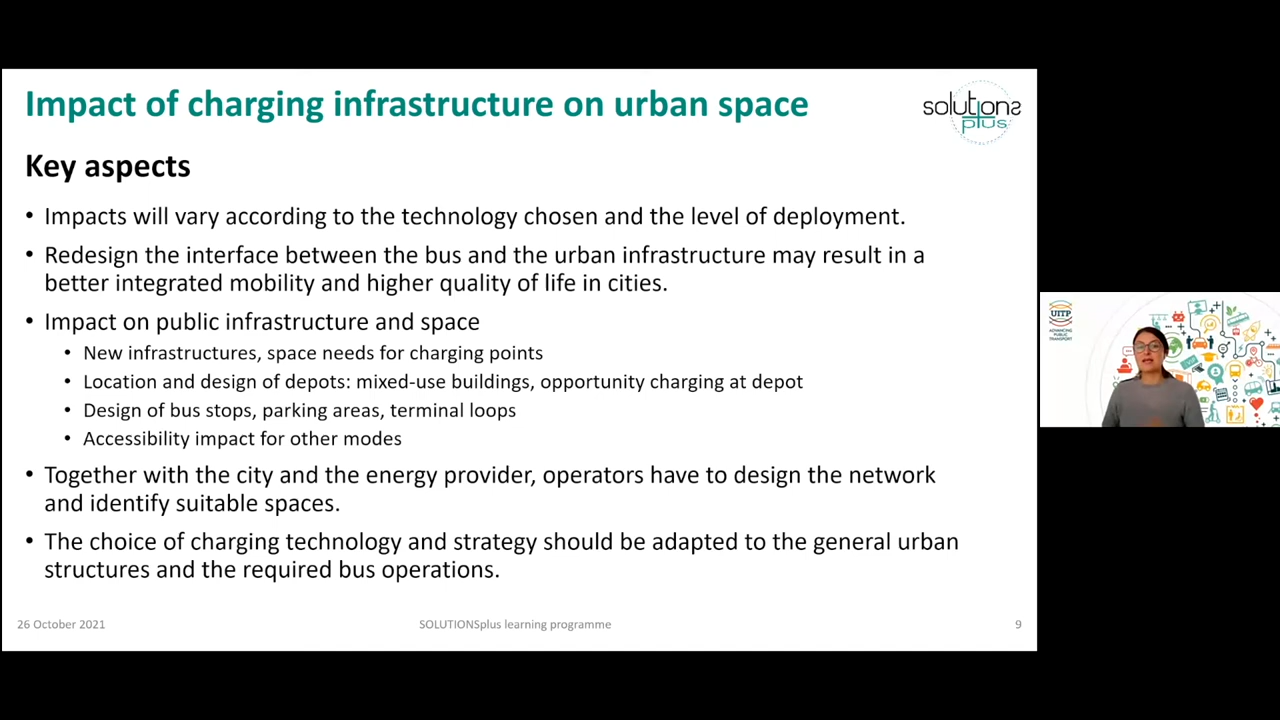 Impact of charging infrastructure on urban space
solutions
plus
Key aspects
• Impacts will vary according to the technology chosen and the level of deployment.
• Redesign the interface between the bus and the urban infrastructure may result in a
better integrated mobility and higher quality of life in cities.
• Impact on public infrastructure and space
• New infrastructures, space needs for charging points
• Location and design of depots: mixed-use buildings, opportunity charging at depot
• Design of bus stops, parking areas, terminal loops
• Accessibility impact for other modes
• Together with the city and the energy provider, operators have to design the network
and identify suitable spaces.
• The choice of charging technology and strategy should be adapted to the general urban
structures and the required bus operations.
26 October 2021
SOLUTIONSplus learning programme
9
UITP
ADVANCING
PUBLIC
TRANSPORT